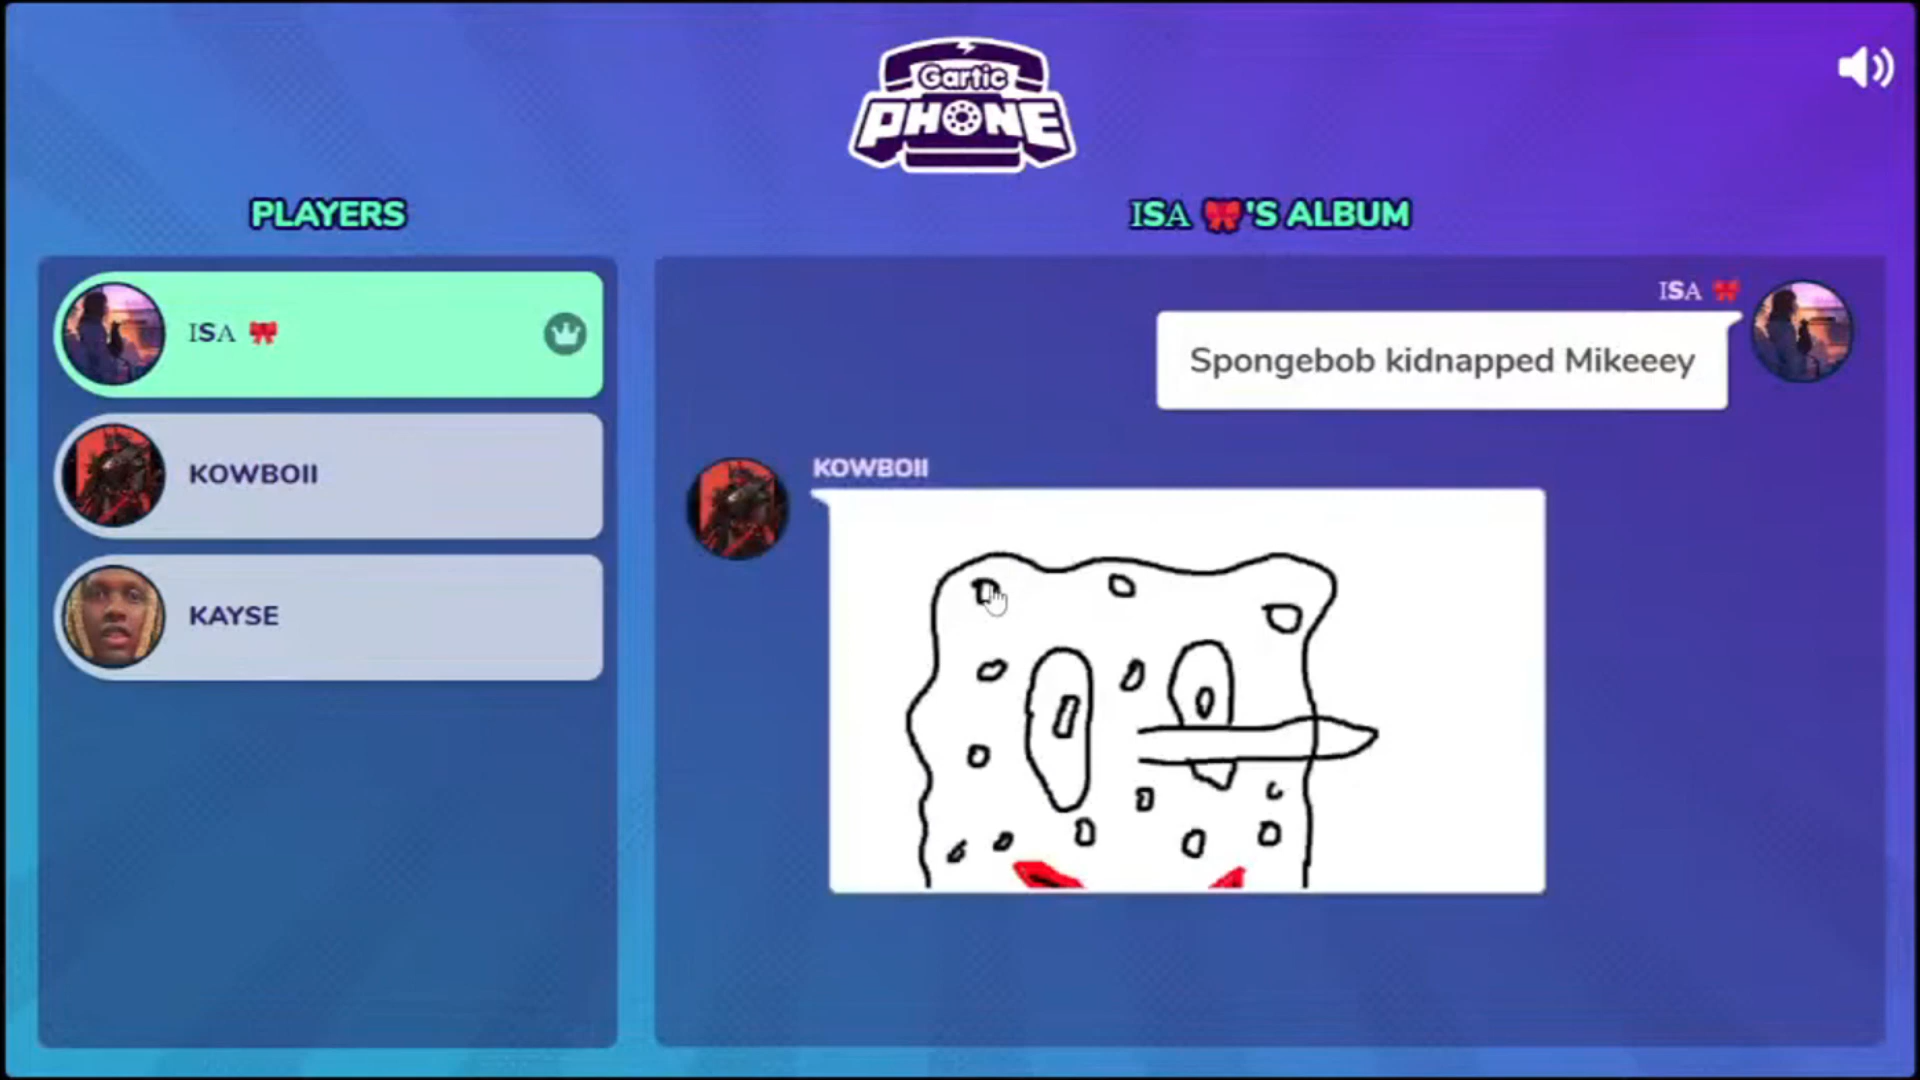 Gartic
PHONE
PLAYERS
ISA 🎀'S ALBUM
ISA 🎀
ISA 🎀
Spongebob kidnapped Mikeeey
KOWBOII
KOWBOII
KAYSE